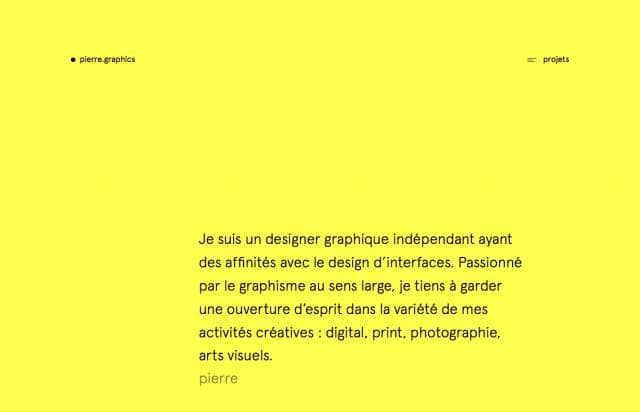 pierre.graphics
projets
Je suis un designer graphique indépendant ayant
des affinités avec le design d’interfaces. Passionné
par le graphisme au sens large, je tiens à garder
une ouverture d’esprit dans la variété de mes
activités créatives : digital, print, photographie,
arts visuels.
pierre